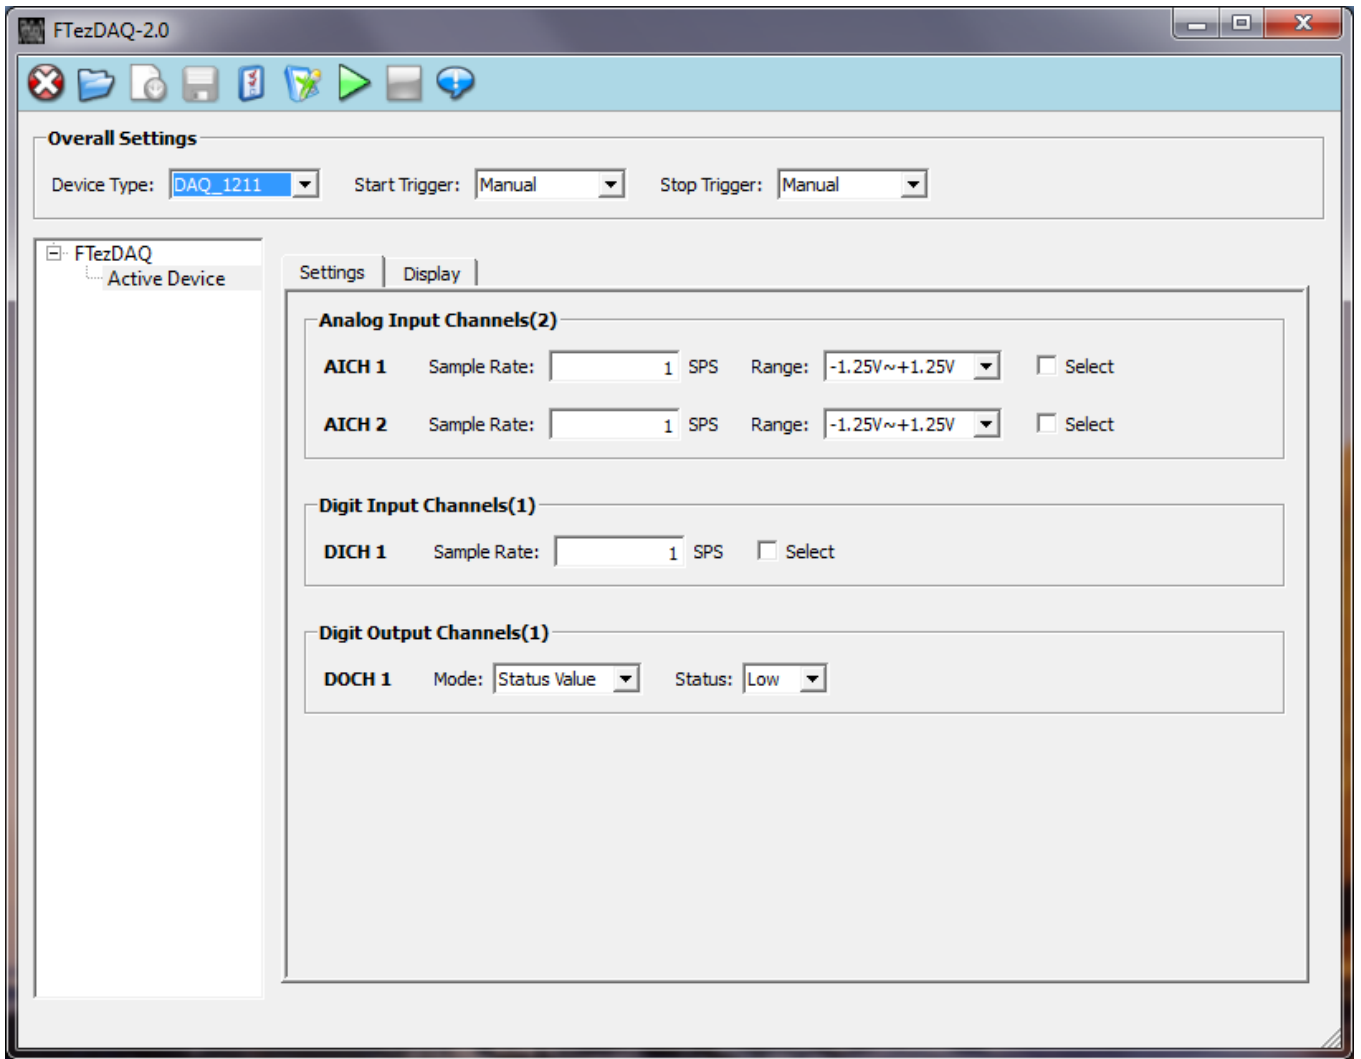 FTezDAQ-2.0
Overall Settings
Device Type: DAQ_1211 Start Trigger: Manual Stop Trigger: Manual
FTezDAQ
Active Device
Settings Display
Analog Input Channels(2)
AICH 1 Sample Rate: 1 SPS Range: -1.25V~+1.25V Select
AICH 2 Sample Rate: 1 SPS Range: -1.25V~+1.25V Select
Digit Input Channels(1)
DICH 1 Sample Rate: 1 SPS Select
Digit Output Channels(1)
DOCH 1 Mode: Status Value Status: Low